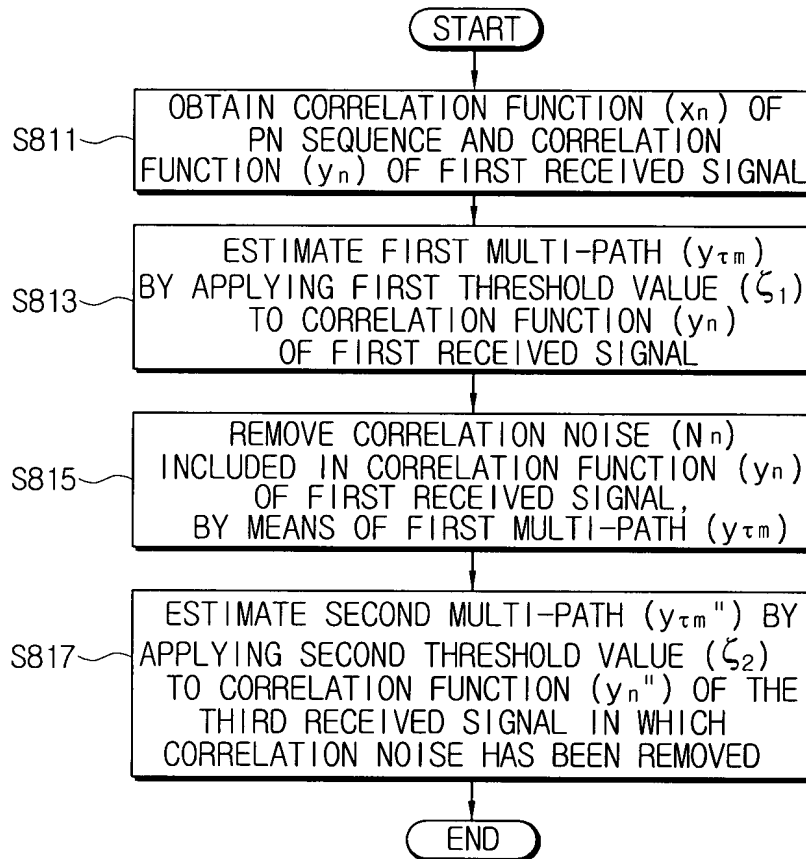 START
S811
OBTAIN CORRELATION FUNCTION (xn) OF
PN SEQUENCE AND CORRELATION
FUNCTION (yn) OF FIRST RECEIVED SIGNAL
S813
ESTIMATE FIRST MULTI-PATH (yτm)
BY APPLYING FIRST THRESHOLD VALUE (ζ1)
TO CORRELATION FUNCTION (yn)
OF FIRST RECEIVED SIGNAL
S815
REMOVE CORRELATION NOISE (Nn)
INCLUDED IN CORRELATION FUNCTION (yn)
OF FIRST RECEIVED SIGNAL,
BY MEANS OF FIRST MULTI-PATH (yτm)
S817
ESTIMATE SECOND MULTI-PATH (yτm") BY
APPLYING SECOND THRESHOLD VALUE (ζ2)
TO CORRELATION FUNCTION (yn") OF THE
THIRD RECEIVED SIGNAL IN WHICH
CORRELATION NOISE HAS BEEN REMOVED
END